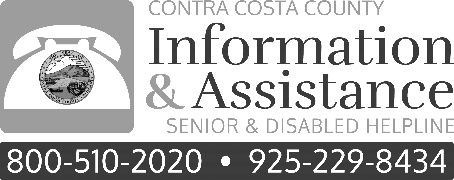 CONTRA COSTA COUNTY
Information
& Assistance
SENIOR & DISABLED HELPLINE
800-510-2020 • 925-229-8434